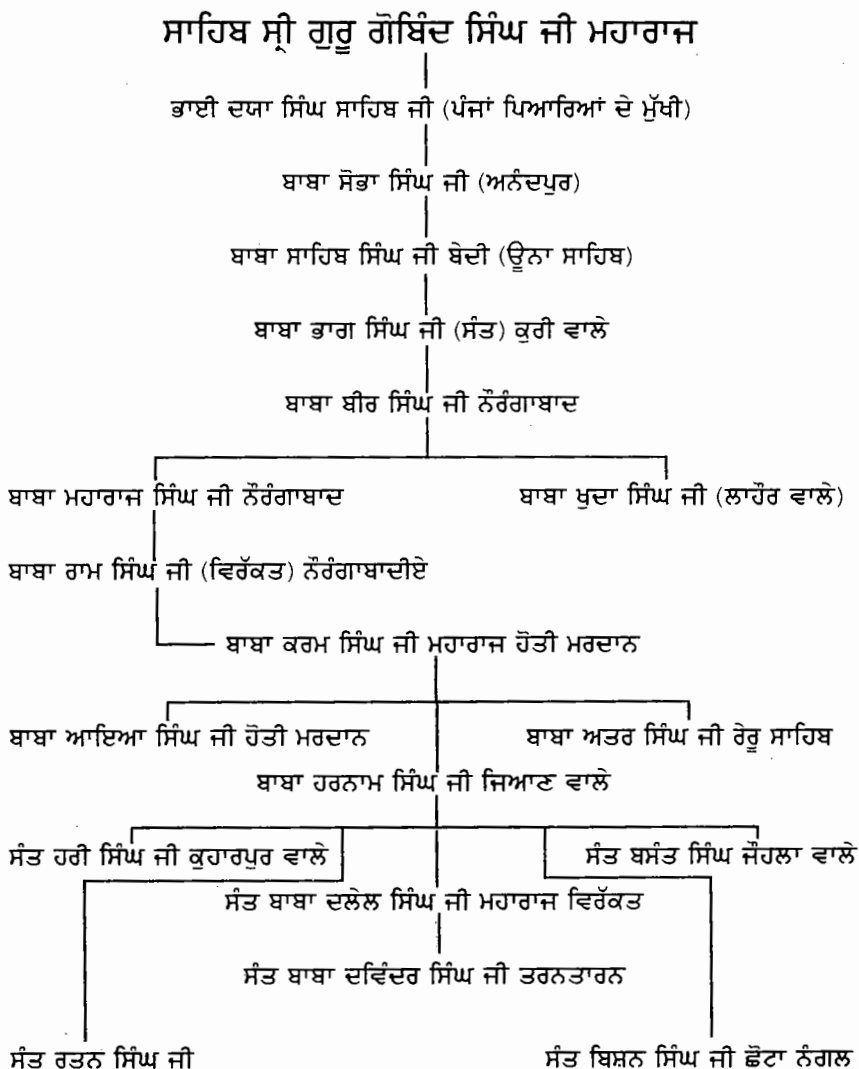 ਸਾਹਿਬ ਸ੍ਰੀ ਗੁਰੂ ਗੋਬਿੰਦ ਸਿੰਘ ਜੀ ਮਹਾਰਾਜ
ਭਾਈ ਦਯਾ ਸਿੰਘ ਸਾਹਿਬ ਜੀ (ਪੰਜਾਂ ਪਿਆਰਿਆਂ ਦੇ ਮੁੱਖੀ)
ਬਾਬਾ ਸੋਭਾ ਸਿੰਘ ਜੀ (ਅਨੰਦਪੁਰ)
ਬਾਬਾ ਸਾਹਿਬ ਸਿੰਘ ਜੀ ਬੇਦੀ (ਊਨਾ ਸਾਹਿਬ)
ਬਾਬਾ ਭਾਗ ਸਿੰਘ ਜੀ (ਸੰਤ) ਕੁਰੀ ਵਾਲੇ
ਬਾਬਾ ਬੀਰ ਸਿੰਘ ਜੀ ਨੌਰੰਗਾਬਾਦ
ਬਾਬਾ ਮਹਾਰਾਜ ਸਿੰਘ ਜੀ ਨੌਰੰਗਾਬਾਦ ਬਾਬਾ ਖੁਦਾ ਸਿੰਘ ਜੀ (ਲਾਹੌਰ ਵਾਲੇ)
ਬਾਬਾ ਰਾਮ ਸਿੰਘ ਜੀ (ਵਿਰੱਕਤ) ਨੌਰੰਗਾਬਾਦੀਏ
ਬਾਬਾ ਕਰਮ ਸਿੰਘ ਜੀ ਮਹਾਰਾਜ ਹੋਤੀ ਮਰਦਾਨ
ਬਾਬਾ ਆਇਆ ਸਿੰਘ ਜੀ ਹੋਤੀ ਮਰਦਾਨ ਬਾਬਾ ਅਤਰ ਸਿੰਘ ਜੀ ਰੇਰੂ ਸਾਹਿਬ
ਬਾਬਾ ਹਰਨਾਮ ਸਿੰਘ ਜੀ ਜਿਆਣ ਵਾਲੇ
ਸੰਤ ਹਰੀ ਸਿੰਘ ਜੀ ਕੁਹਾਰਪੁਰ ਵਾਲੇ ਸੰਤ ਬਸੰਤ ਸਿੰਘ ਜੌਹਲਾ ਵਾਲੇ
ਸੰਤ ਬਾਬਾ ਦਲੇਲ ਸਿੰਘ ਜੀ ਮਹਾਰਾਜ ਵਿਰੱਕਤ
ਸੰਤ ਬਾਬਾ ਦਵਿੰਦਰ ਸਿੰਘ ਜੀ ਤਰਨਤਾਰਨ
ਸੰਤ ਰਤਨ ਸਿੰਘ ਜੀ ਸੰਤ ਬਿਸ਼ਨ ਸਿੰਘ ਜੀ ਛੋਟਾ ਨੰਗਲ